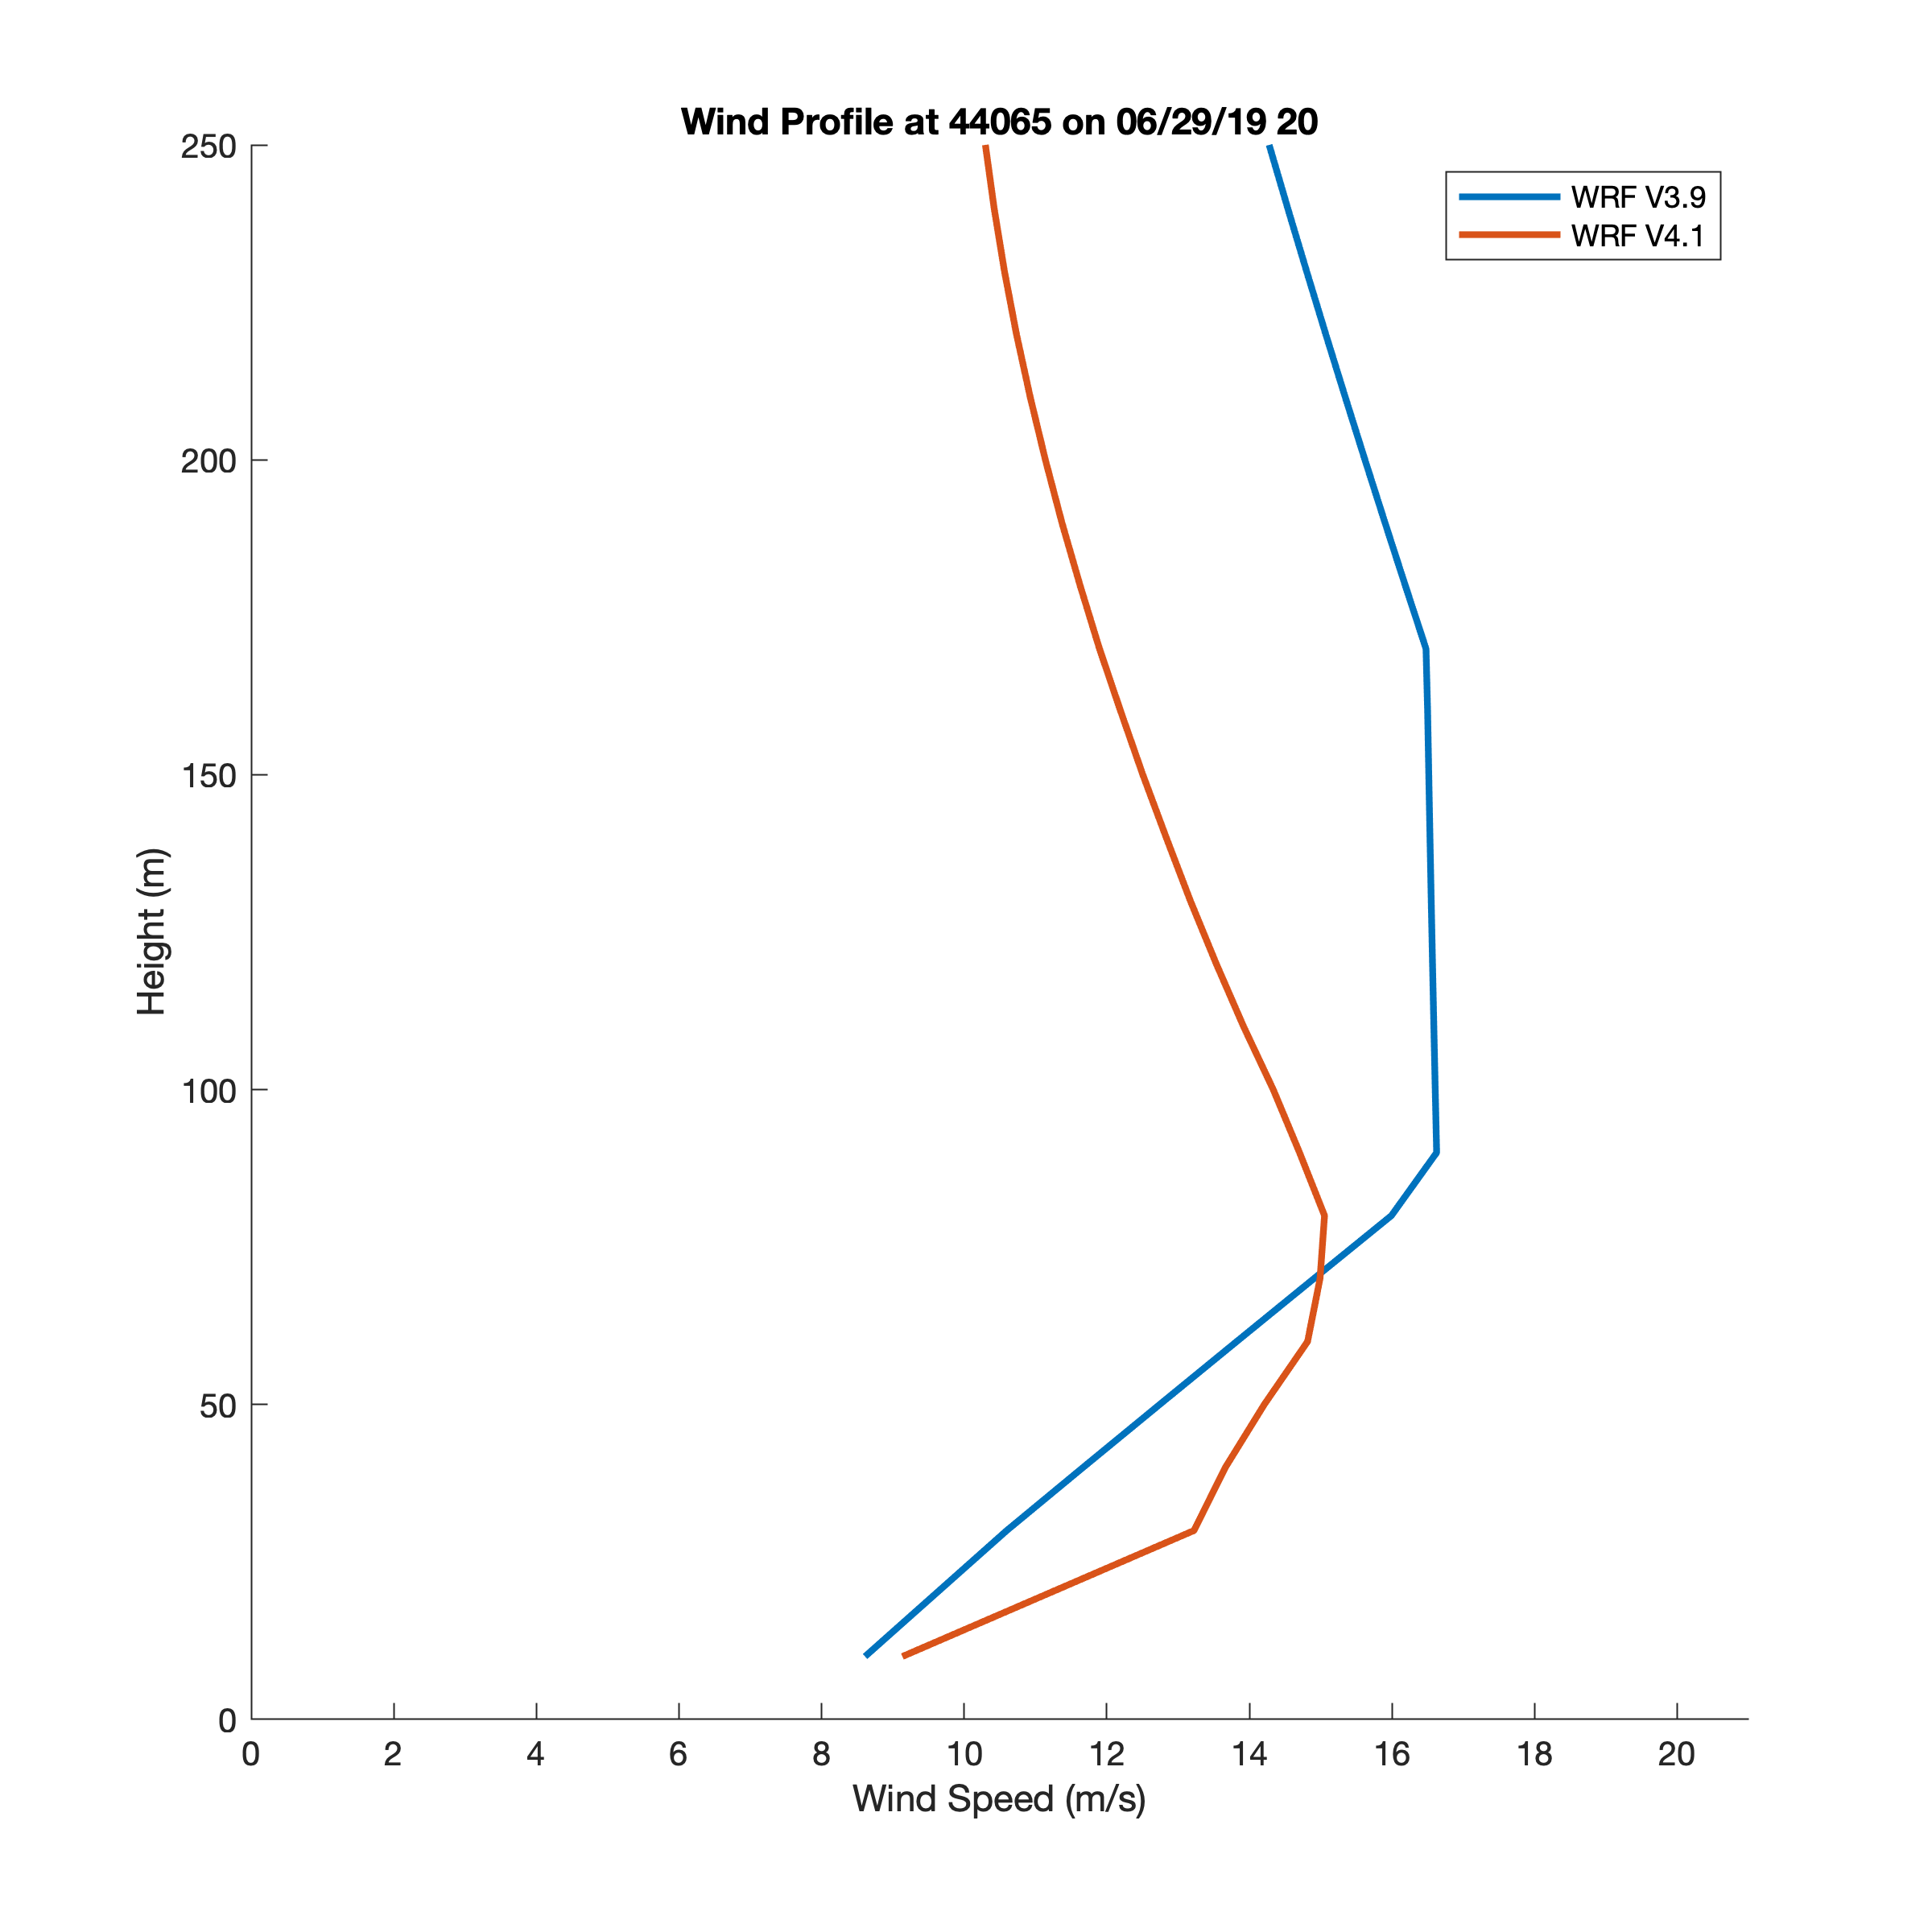 Wind Profile at 44065 on 06/29/19 20
WRF V3.9
WRF V4.1
250
200
150
100
50
0
Height (m)
0 2 4 6 8 10 12 14 16 18 20
Wind Speed (m/s)